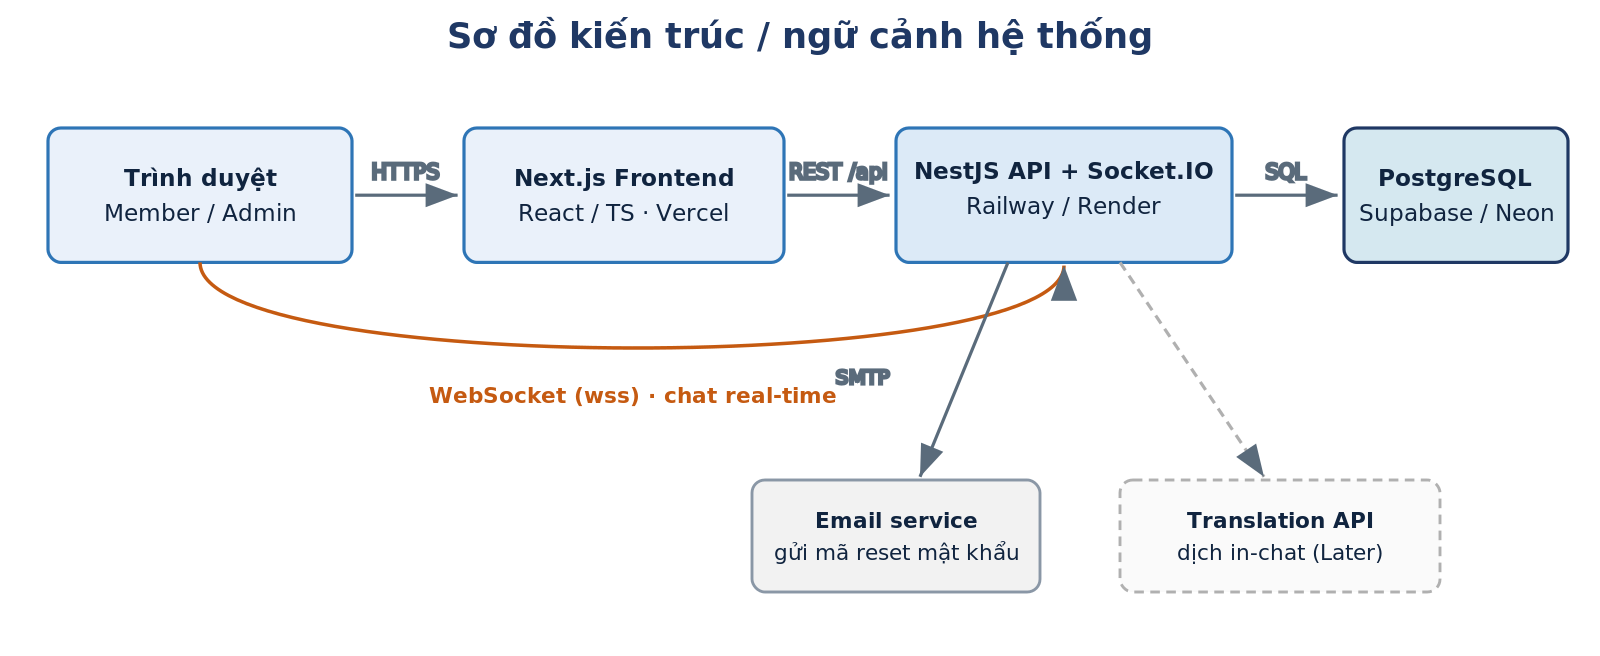 Sơ đồ kiến trúc / ngữ cảnh hệ thống
Trình duyệt
Member / Admin
HTTPS
Next.js Frontend
React / TS · Vercel
REST /api
NestJS API + Socket.IO
Railway / Render
SQL
PostgreSQL
Supabase / Neon
WebSocket (wss) · chat real-time
SMTP
Email service
gửi mã reset mật khẩu
Translation API
dịch in-chat (Later)